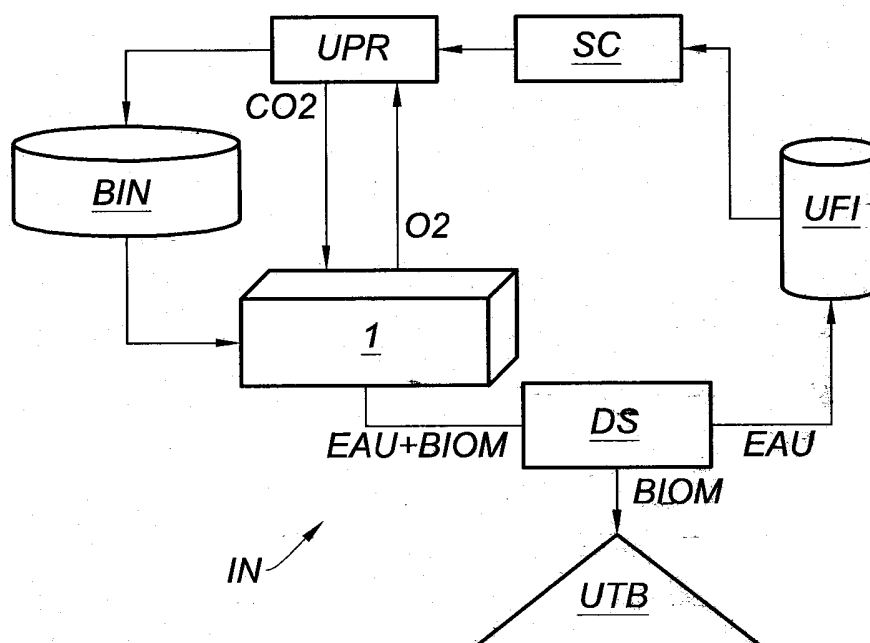 UPR
SC
CO2
BIN
UFI
O2
1
DS
EAU+BIOM
EAU
BIOM
IN
UTB